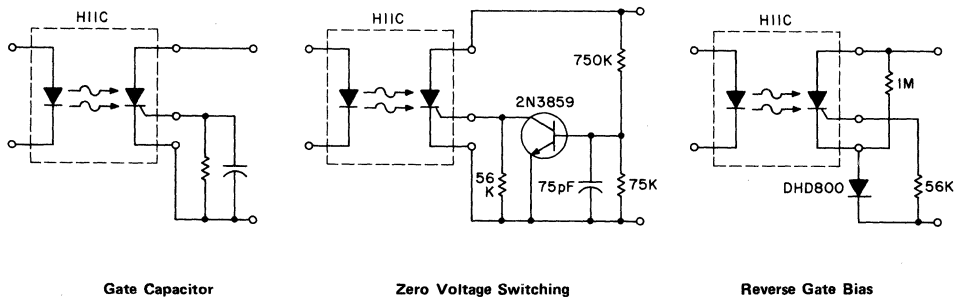 H11C
H11C
H11C
750K
1M
2N3859
56
K
75pF
75K
DHD800
56K
Gate Capacitor
Zero Voltage Switching
Reverse Gate Bias